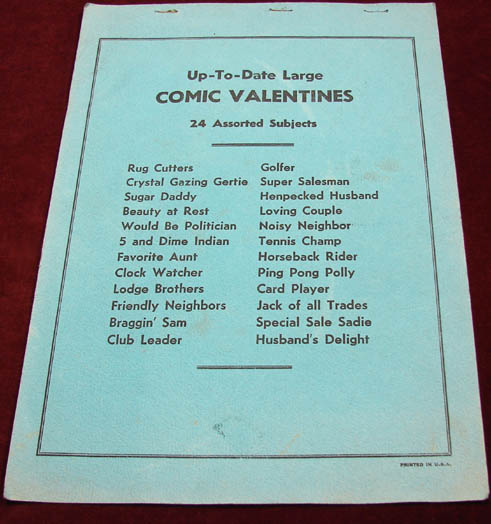 Up-To-Date Large
COMIC VALENTINES
24 Assorted Subjects
Rug Cutters
Crystal Gazing Gertie
Sugar Daddy
Beauty at Rest
Would Be Politician
5 and Dime Indian
Favorite Aunt
Clock Watcher
Lodge Brothers
Friendly Neighbors
Braggin' Sam
Club Leader
Golfer
Super Salesman
Henpecked Husband
Loving Couple
Noisy Neighbor
Tennis Champ
Horseback Rider
Ping Pong Polly
Card Player
Jack of all Trades
Special Sale Sadie
Husband's Delight
PRINTED IN U.S.A.